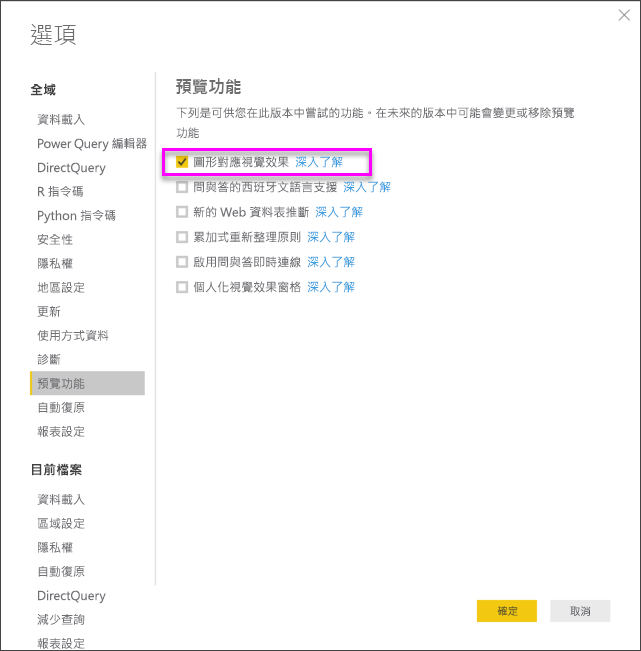 選項
全域
資料載入
Power Query 編輯器
DirectQuery
R 指令碼
Python 指令碼
安全性
隱私權
地區設定
更新
使用方式資料
診斷
預覽功能
自動復原
報表設定
目前檔案
資料載入
區域設定
隱私權
自動復原
DirectQuery
減少查詢
報表設定
預覽功能
下列是可供您在此版本中嘗試的功能。在未來的版本中可能會變更或移除預覽
功能
圖形對應視覺效果 深入了解
問與答的西班牙文語言支援 深入了解
新的 Web 資料表推斷 深入了解
累加式重新整理原則 深入了解
啟用問與答即時連線 深入了解
個人化視覺效果窗格 深入了解
確定
取消